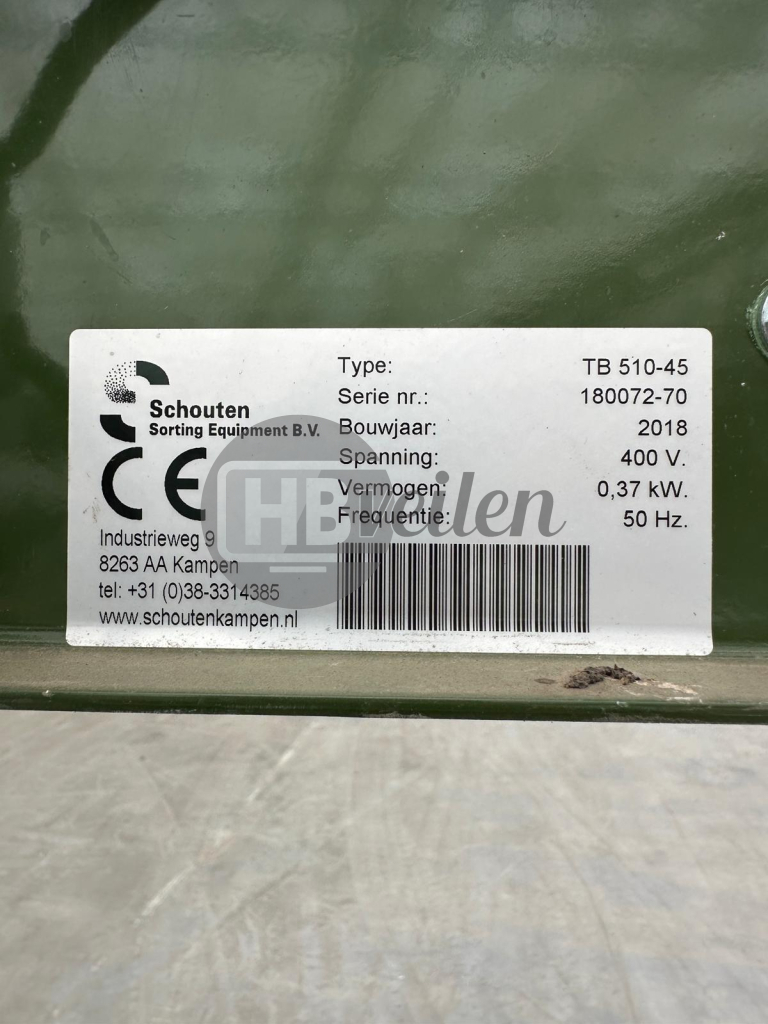 Schouten
Sorting Equipment B.V.
CE
Industrieweg 9
8263 AA Kampen
tel: +31 (0)38-3314385
www.schoutenkampen.nl
Type: TB 510-45
Serie nr.: 180072-70
Bouwjaar: 2018
Spanning: 400 V.
Vermogen: 0,37 kW.
Frequentie: 50 Hz.
HBveilen